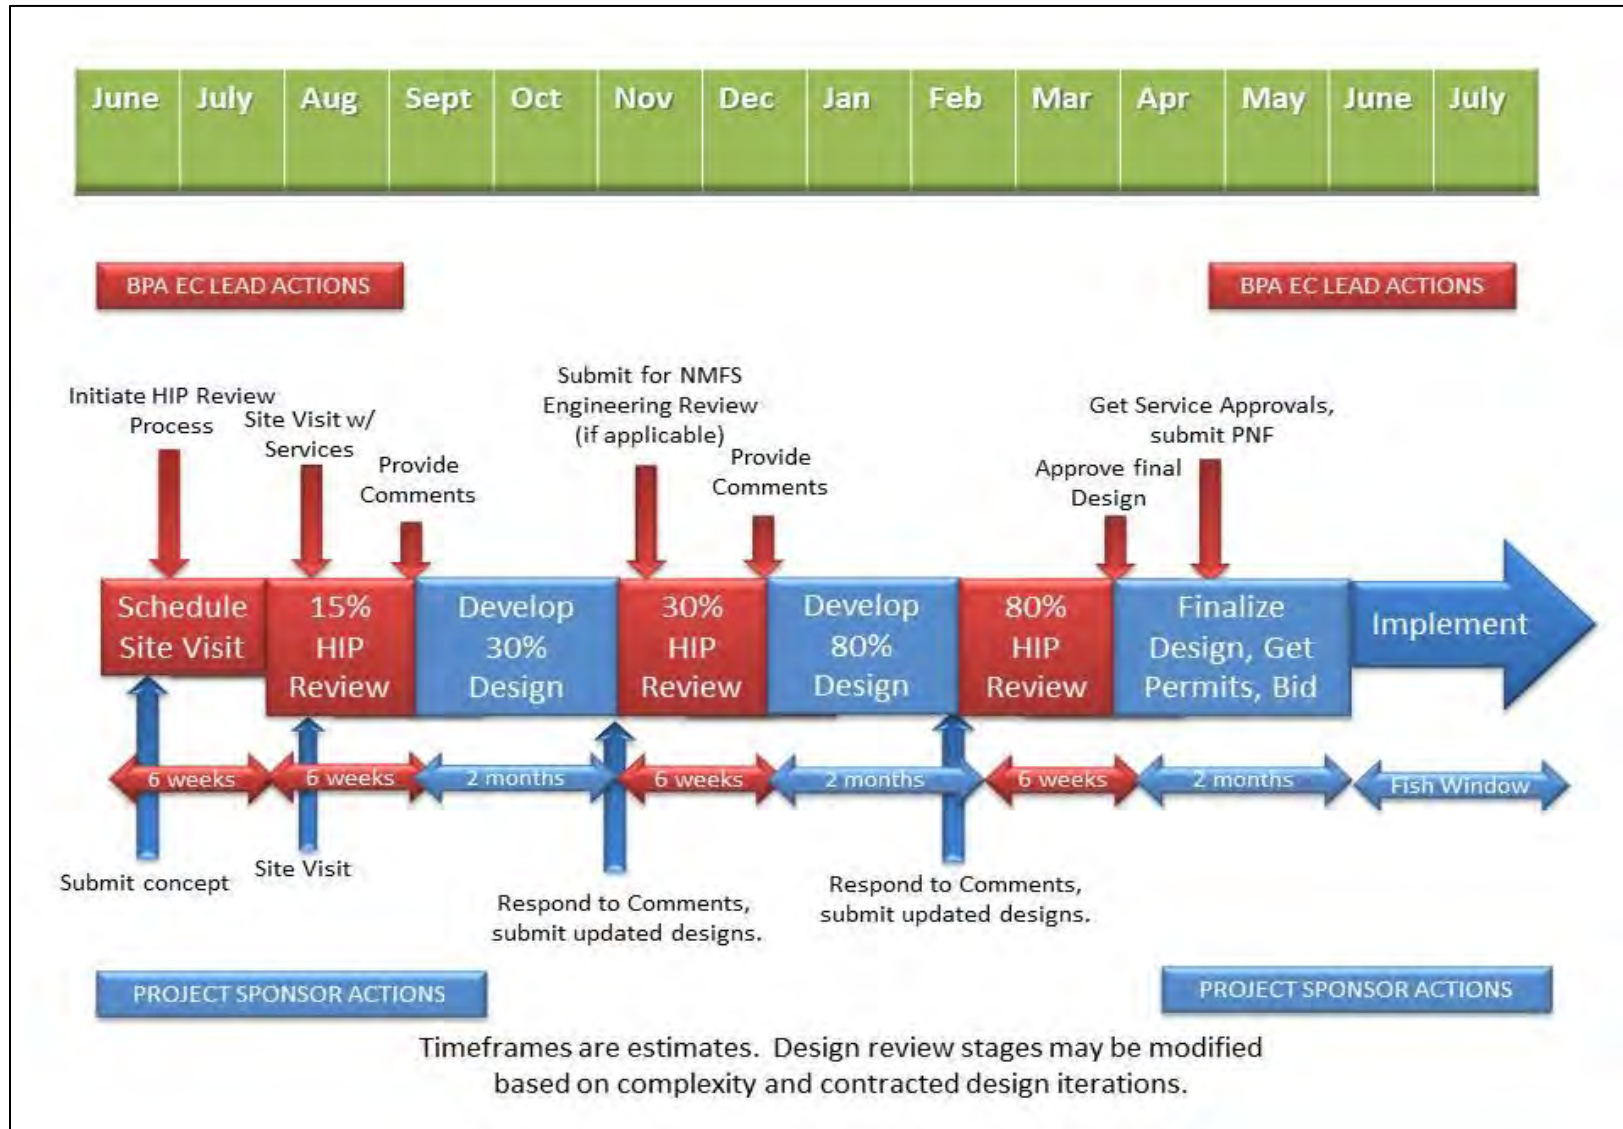 June July Aug Sept Oct Nov Dec Jan Feb Mar Apr May June July
BPA EC LEAD ACTIONS
BPA EC LEAD ACTIONS
Initiate HIP Review
Process
Site Visit w/
Services
Provide
Comments
Submit for NMFS
Engineering Review
(if applicable)
Provide
Comments
Approve final
Design
Get Service Approvals,
submit PNF
Schedule
Site Visit
15%
HIP
Review
Develop
30%
Design
30%
HIP
Review
Develop
80%
Design
80%
HIP
Review
Finalize
Design, Get
Permits, Bid
Implement
6 weeks
6 weeks
2 months
6 weeks
2 months
6 weeks
2 months
Fish Window
Submit concept
Site Visit
Respond to Comments,
submit updated designs.
Respond to Comments,
submit updated designs.
PROJECT SPONSOR ACTIONS
PROJECT SPONSOR ACTIONS
Timeframes are estimates. Design review stages may be modified
based on complexity and contracted design iterations.